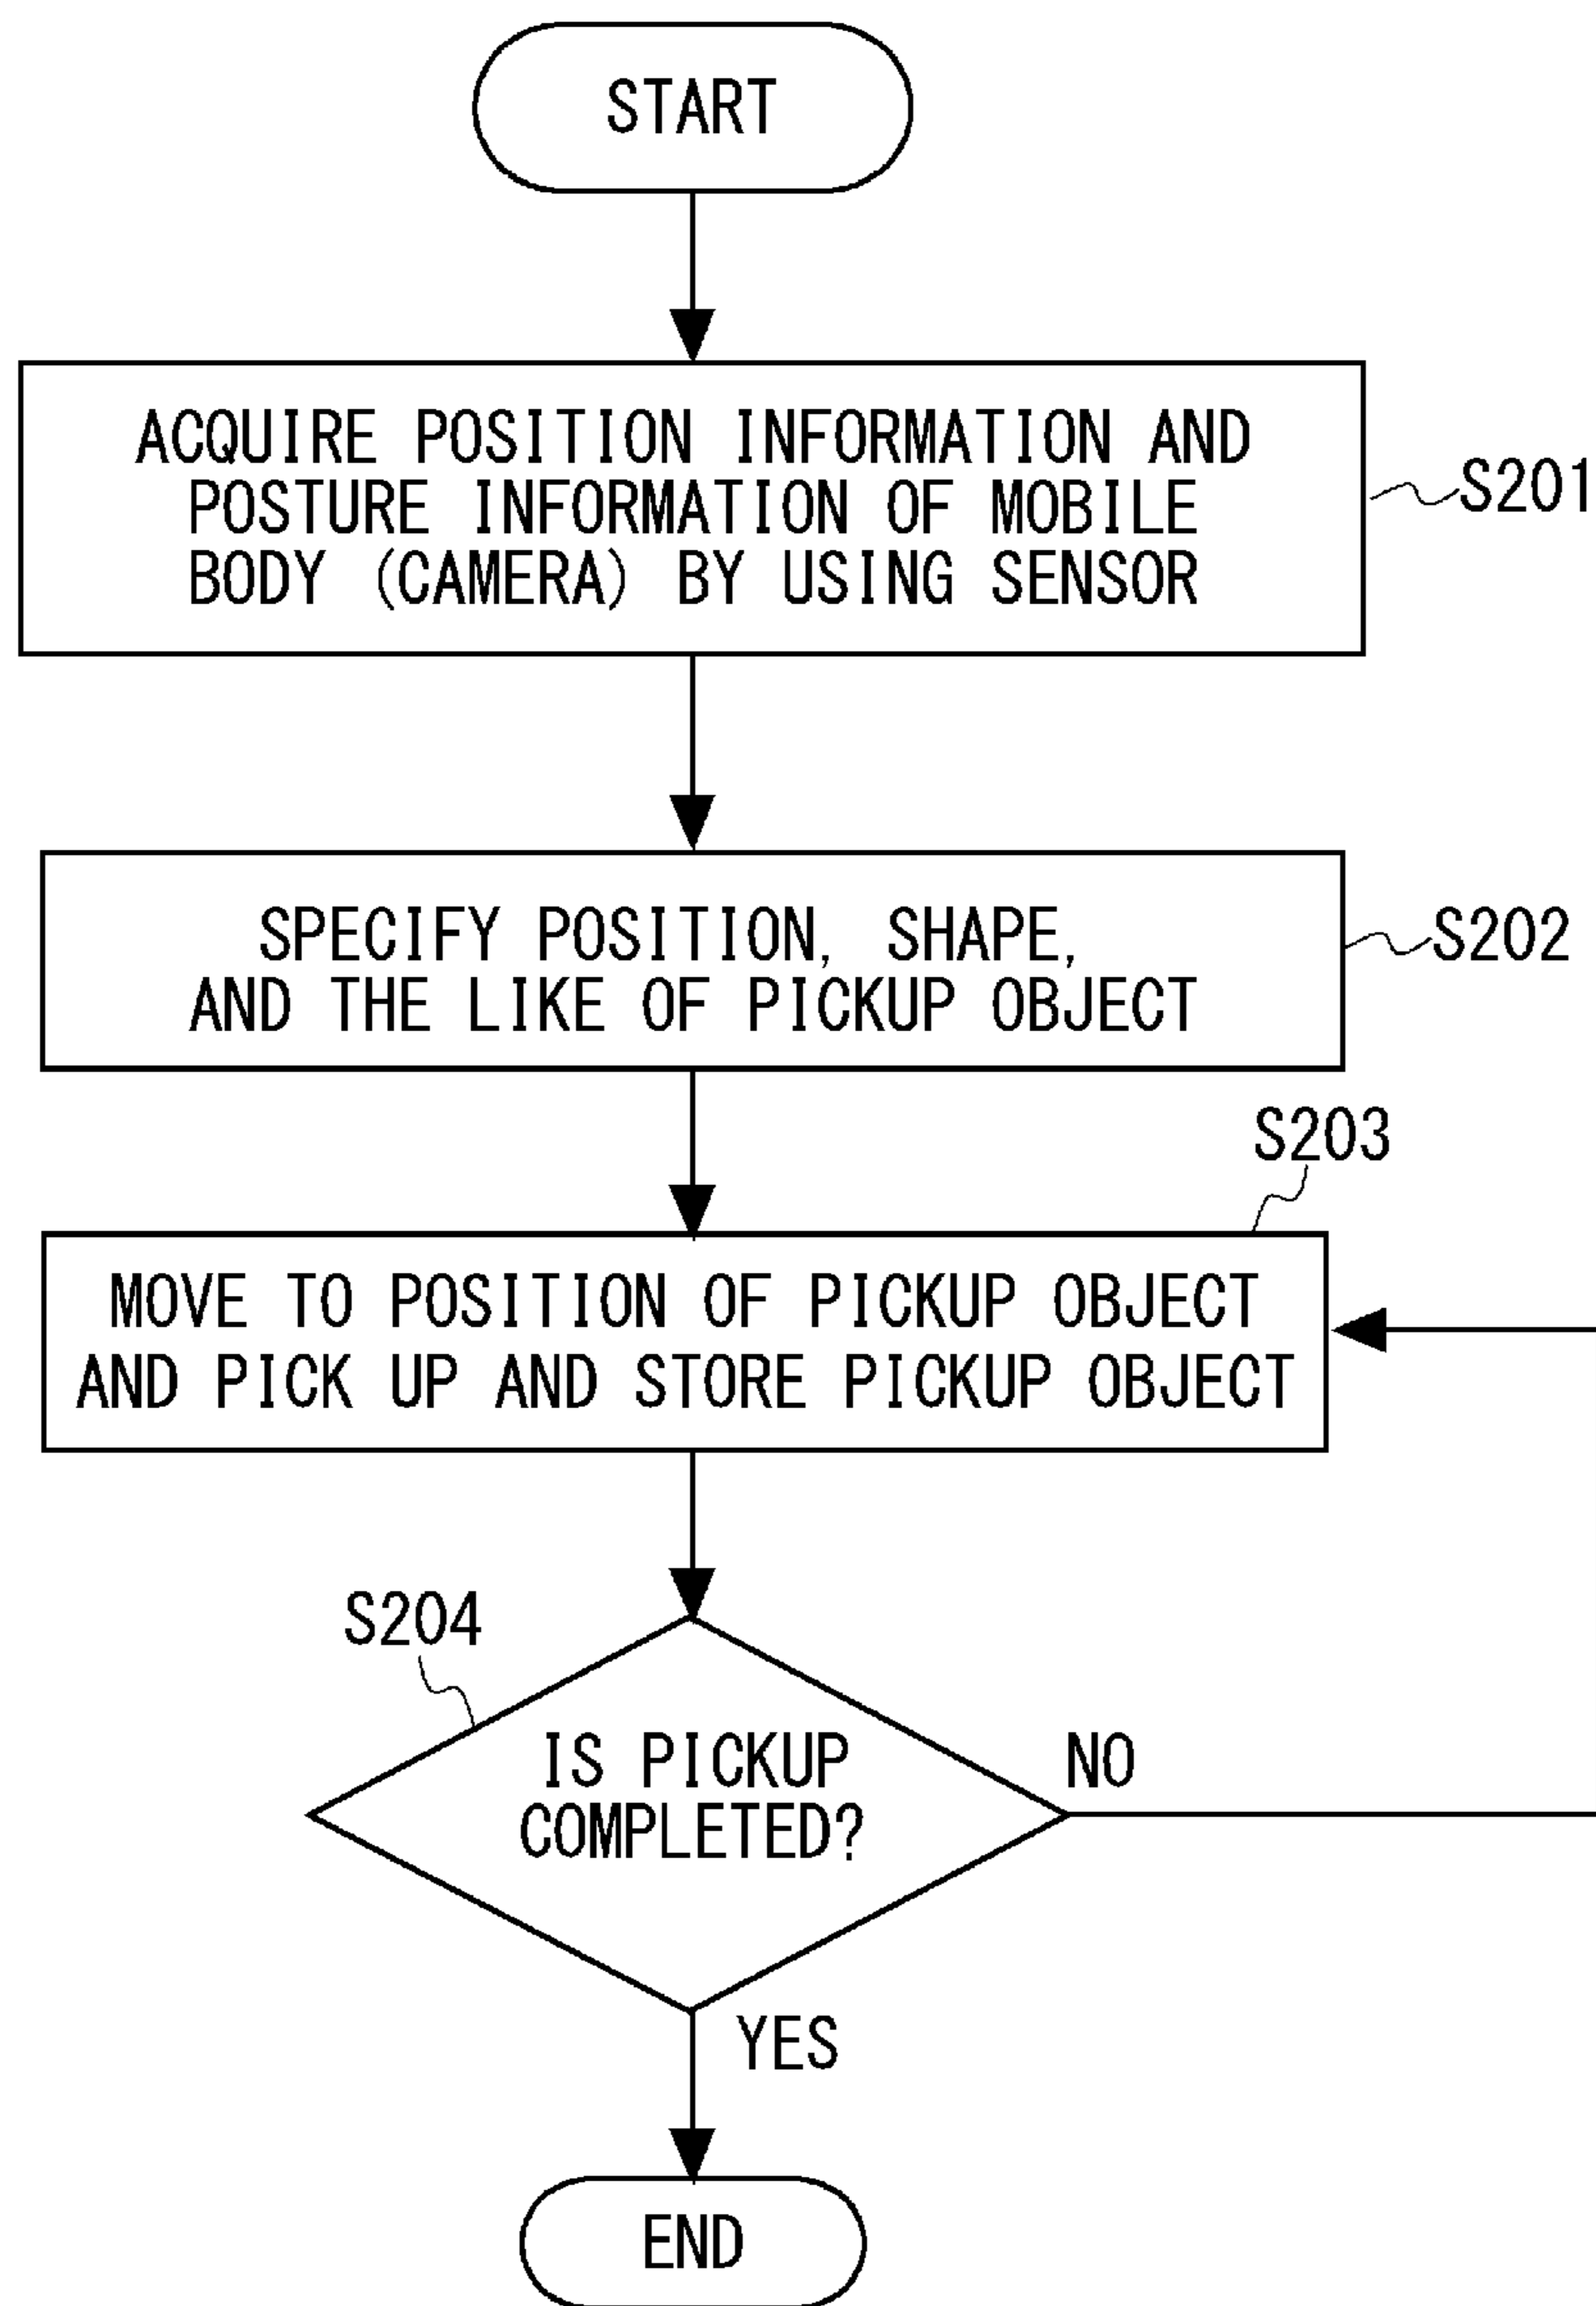 START
ACQUIRE POSITION INFORMATION AND
POSTURE INFORMATION OF MOBILE
BODY (CAMERA) BY USING SENSOR
S201
SPECIFY POSITION, SHAPE,
AND THE LIKE OF PICKUP OBJECT
S202
S203
MOVE TO POSITION OF PICKUP OBJECT
AND PICK UP AND STORE PICKUP OBJECT
S204
IS PICKUP
COMPLETED?
NO
YES
END